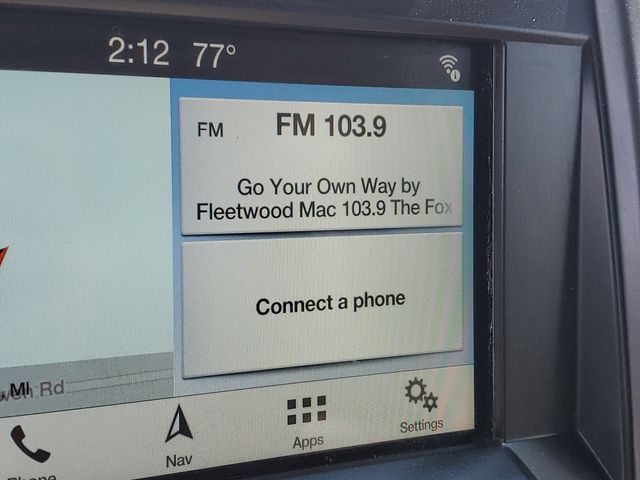 2:12 77°
FM FM 103.9
Go Your Own Way by
Fleetwood Mac 103.9 The Fox
Connect a phone
, MI Rd
Phone
Nav
Apps
Settings